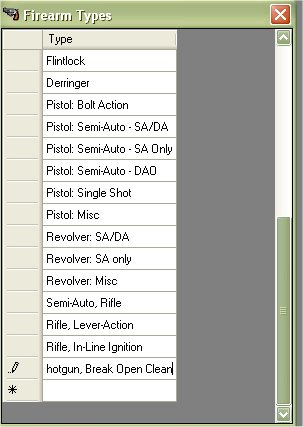 Firearm Types
Type
Flintlock
Derringer
Pistol: Bolt Action
Pistol: Semi-Auto - SA/DA
Pistol: Semi-Auto - SA Only
Pistol: Semi-Auto - DAO
Pistol: Single Shot
Pistol: Misc
Revolver: SA/DA
Revolver: SA only
Revolver: Misc
Semi-Auto, Rifle
Rifle, Lever-Action
Rifle, In-Line Ignition
hotgun, Break Open Clean